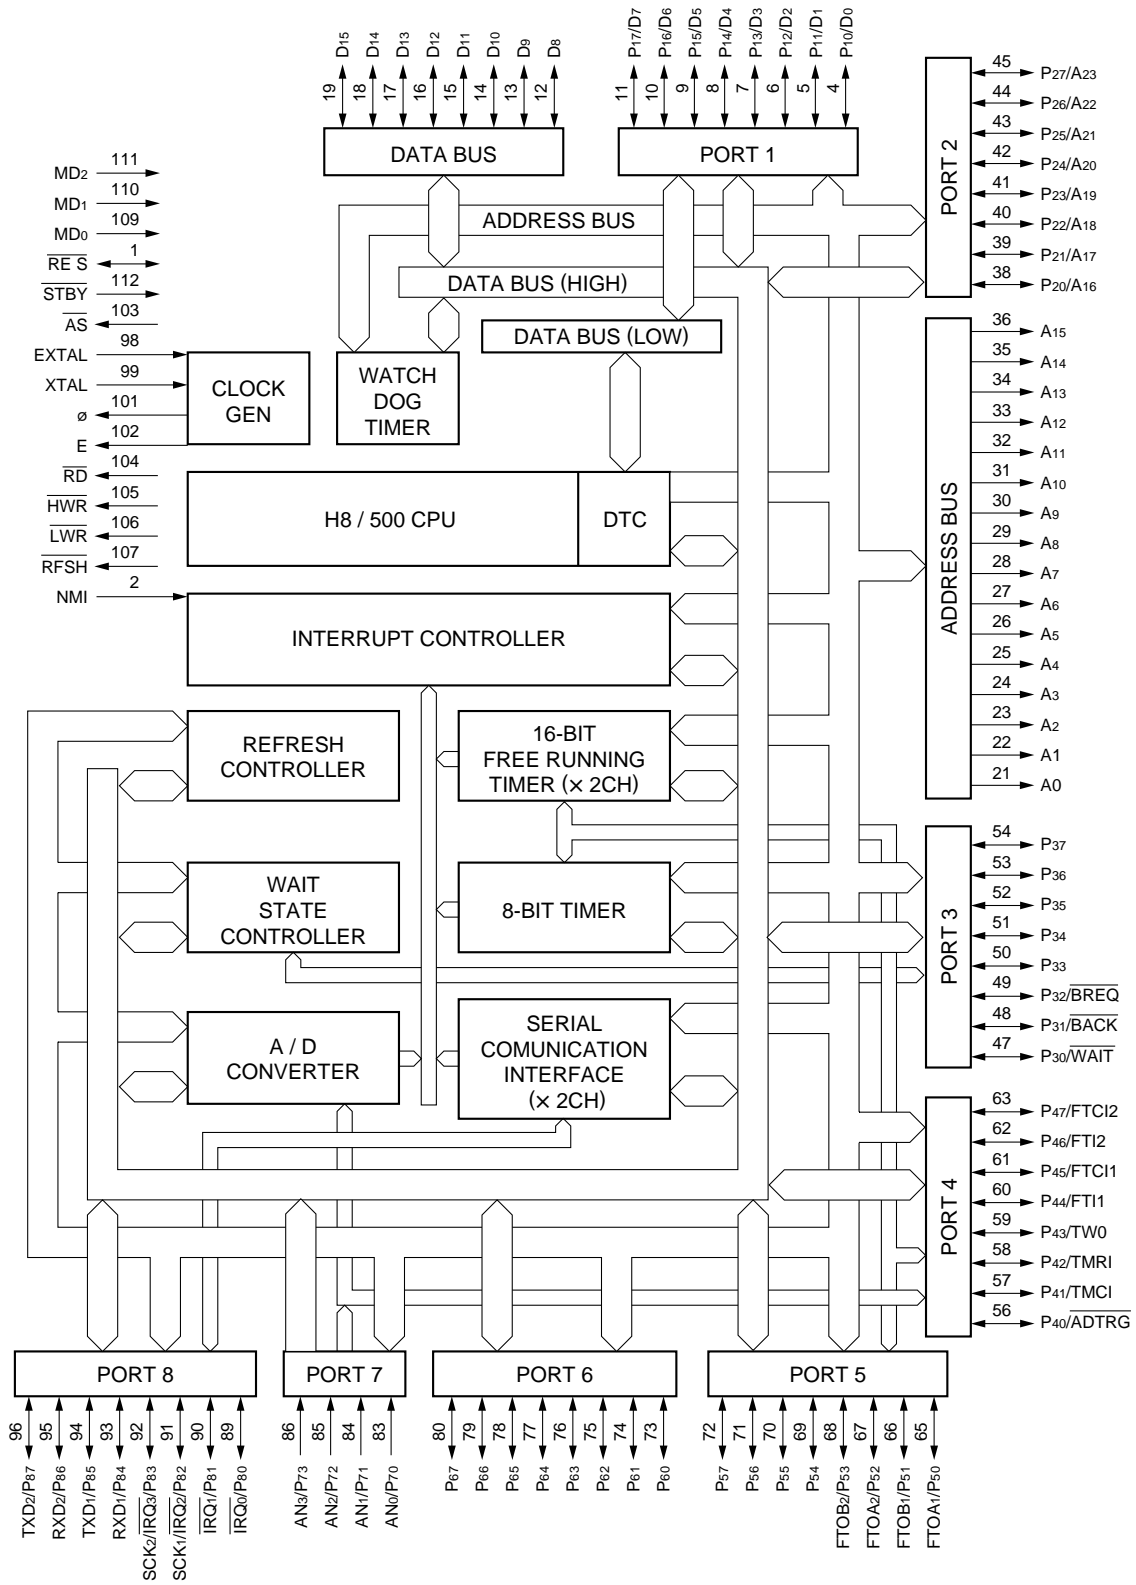 D15 D14 D13 D12 D11 D10 D9 D8
19 18 17 16 15 14 13 12
P17/D7 P16/D6 P15/D5 P14/D4 P13/D3 P12/D2 P11/D1 P10/D0
11 10 9 8 7 6 5 4
DATA BUS
PORT 1
PORT 2
45 P27/A23
44 P26/A22
43 P25/A21
42 P24/A20
41 P23/A19
40 P22/A18
39 P21/A17
38 P20/A16
MD2 111
MD1 110
MD0 109
RE S 1
STBY 112
AS 103
EXTAL 98
XTAL 99
ø 101
E 102
RD 104
HWR 105
LWR 106
RFSH 107
NMI 2
ADDRESS BUS
DATA BUS (HIGH)
DATA BUS (LOW)
CLOCK
GEN
WATCH
DOG
TIMER
H8 / 500 CPU
DTC
INTERRUPT CONTROLLER
ADDRESS BUS
36 A15
35 A14
34 A13
33 A12
32 A11
31 A10
30 A9
29 A8
28 A7
27 A6
26 A5
25 A4
24 A3
23 A2
22 A1
21 A0
REFRESH
CONTROLLER
16-BIT
FREE RUNNING
TIMER (× 2CH)
WAIT
STATE
CONTROLLER
8-BIT TIMER
A / D
CONVERTER
SERIAL
COMUNICATION
INTERFACE
(× 2CH)
PORT 3
54 P37
53 P36
52 P35
51 P34
50 P33
49 P32/BREQ
48 P31/BACK
47 P30/WAIT
PORT 4
63 P47/FTCI2
62 P46/FTI2
61 P45/FTCI1
60 P44/FTI1
59 P43/TW0
58 P42/TMRI
57 P41/TMCI
56 P40/ADTRG
PORT 8
PORT 7
PORT 6
PORT 5
96 95 94 93 92 91 90 89
TXD2/P87 RXD2/P86 TXD1/P85 RXD1/P84 SCK2/IRQ3/P83 SCK1/IRQ2/P82 IRQ1/P81 IRQ0/P80
86 85 84 83
AN3/P73 AN2/P72 AN1/P71 AN0/P70
80 79 78 77 76 75 74 73
P67 P66 P65 P64 P63 P62 P61 P60
72 71 70 69 68 67 66 65
P57 P56 P55 P54 FTOB2/P53 FTOA2/P52 FTOB1/P51 FTOA1/P50